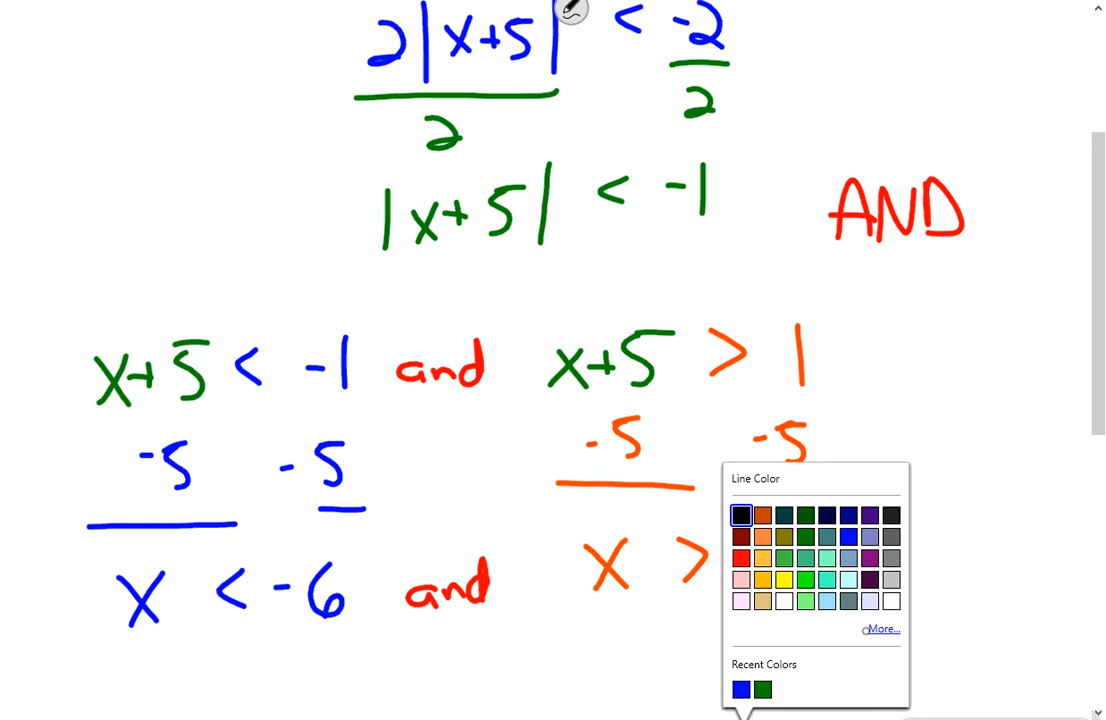 2|x+5| < -2
2 2
|x+5| < -1 AND
x+5 < -1 and x+5 > 1
-5 -5 -5 -5
x < -6 and x >
Line Color
More...
Recent Colors